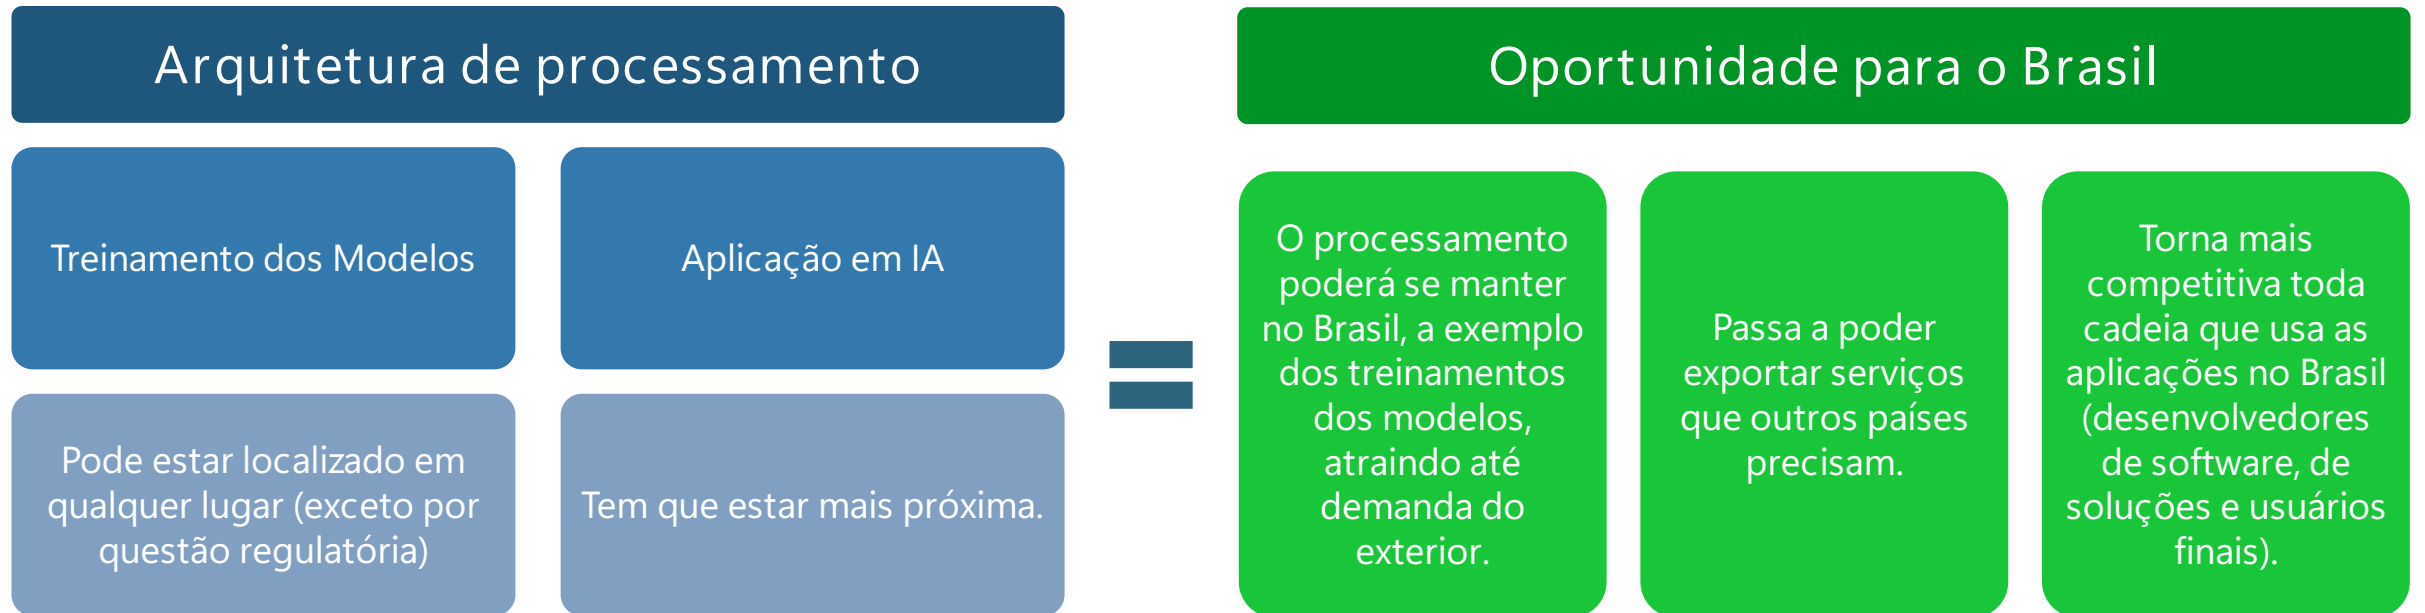 Arquitetura de processamento
Treinamento dos Modelos
Aplicação em IA
Pode estar localizado em
qualquer lugar (exceto por
questão regulatória)
Tem que estar mais próxima.
Oportunidade para o Brasil
O processamento
poderá se manter
no Brasil, a exemplo
dos treinamentos
dos modelos,
atraindo até
demanda do
exterior.
Passa a poder
exportar serviços
que outros países
precisam.
Torna mais
competitiva toda
cadeia que usa as
aplicações no Brasil
(desenvolvedores
de software, de
soluções e usuários
finais).